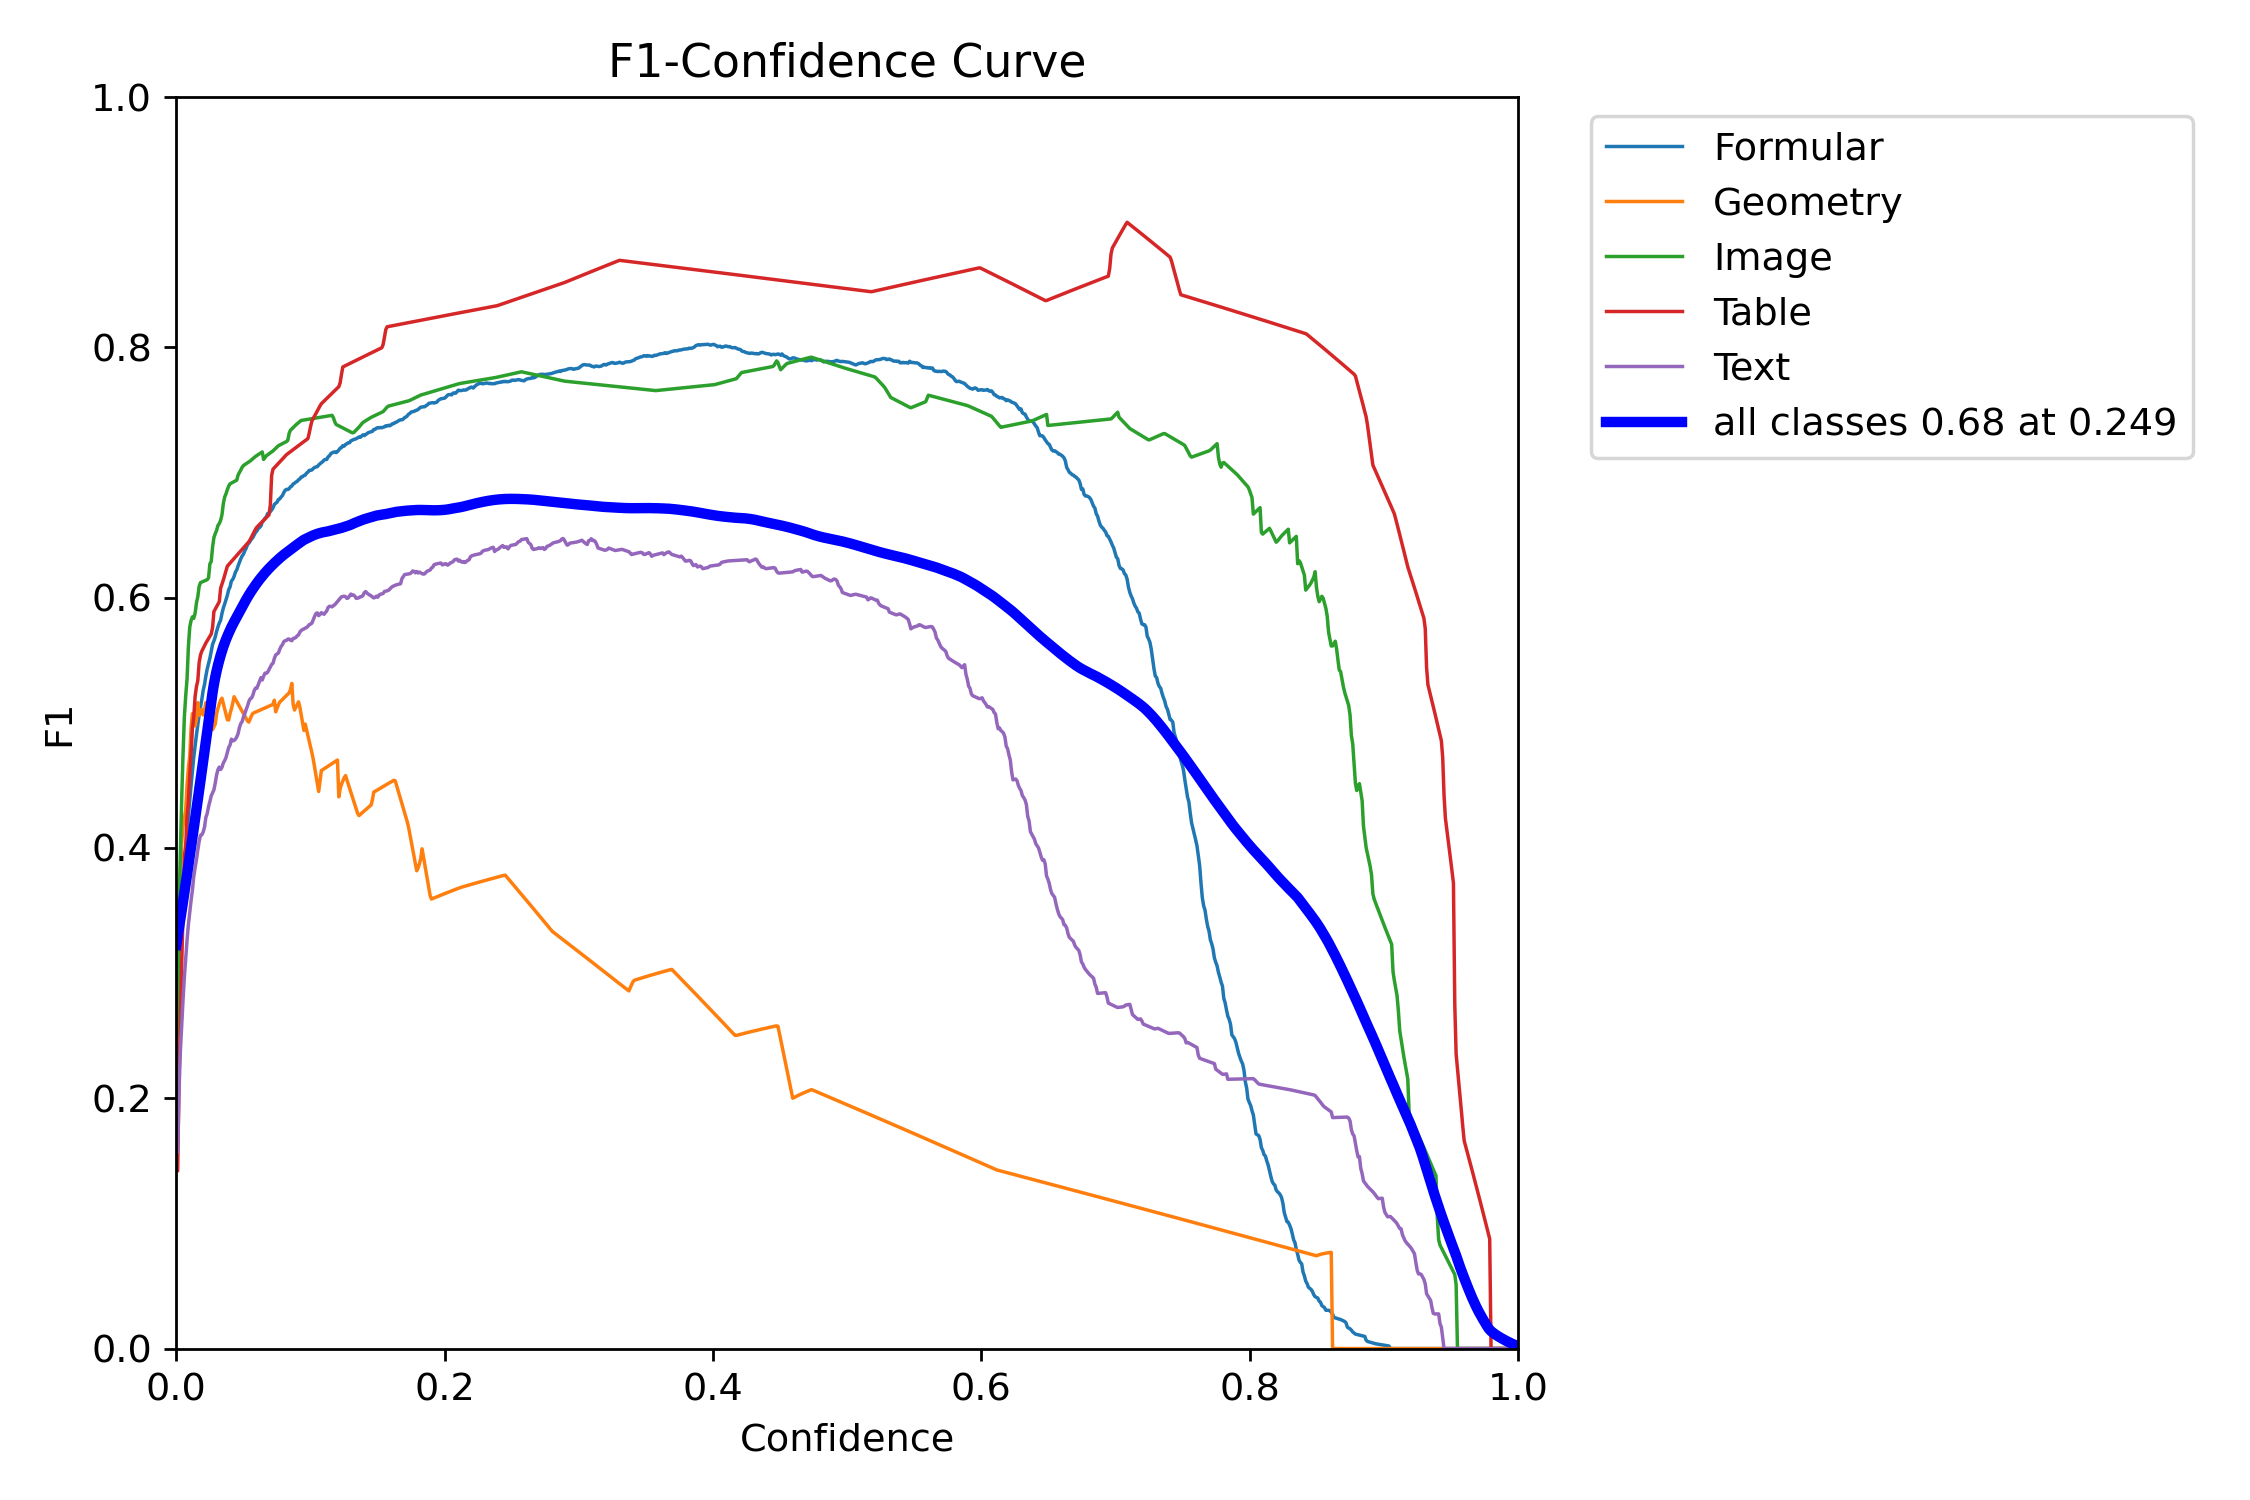 F1-Confidence Curve
1.0
0.8
0.6
0.4
0.2
0.0
F1
0.0 0.2 0.4 0.6 0.8 1.0
Confidence
Formular
Geometry
Image
Table
Text
all classes 0.68 at 0.249